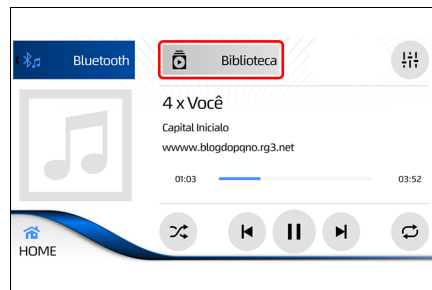 Bluetooth
Biblioteca
4 x Você
Capital Inicialo
wwww.blogdopqno.rg3.net
01:03
03:52
HOME